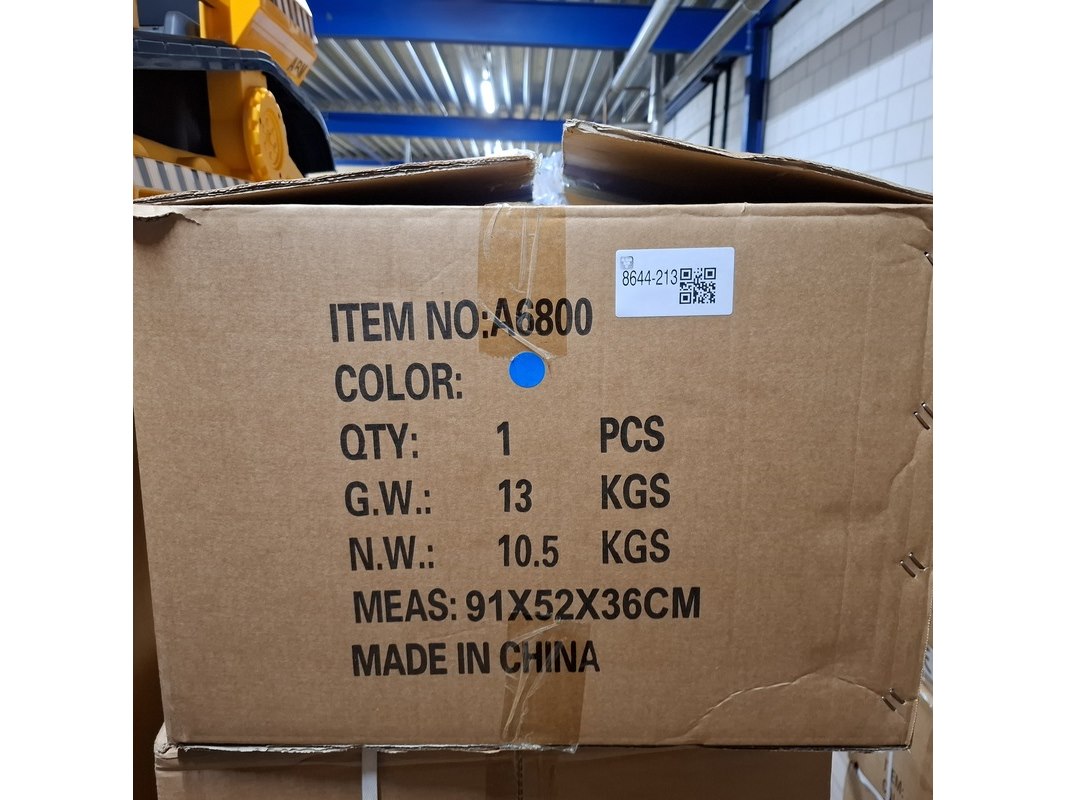 8644-213
ITEM NO:A6800
COLOR:
QTY: 1 PCS
G.W.: 13 KGS
N.W.: 10.5 KGS
MEAS: 91X52X36CM
MADE IN CHINA